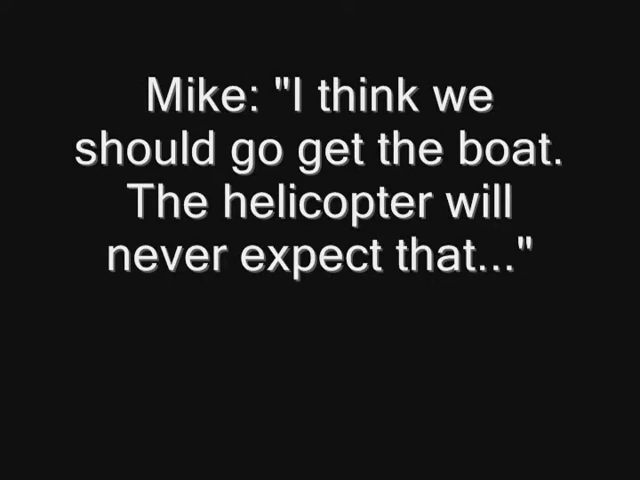 Mike: "I think we
should go get the boat.
The helicopter will
never expect that..."